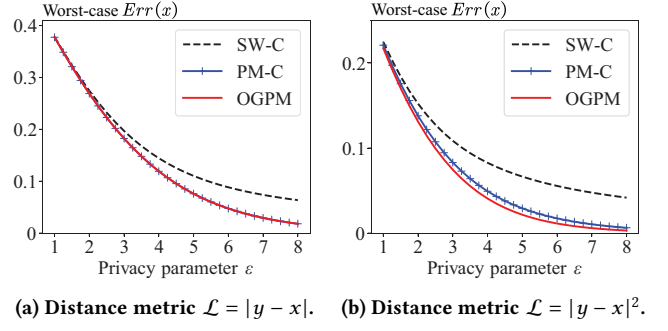 Worst-case Err(x)
0.4
0.3
0.2
0.1
0
SW-C
PM-C
OGPM
1 2 3 4 5 6 7 8
Privacy parameter ε
(a) Distance metric ℒ = |y − x|.
Worst-case Err(x)
0.2
0.1
0
SW-C
PM-C
OGPM
1 2 3 4 5 6 7 8
Privacy parameter ε
(b) Distance metric ℒ = |y − x|².